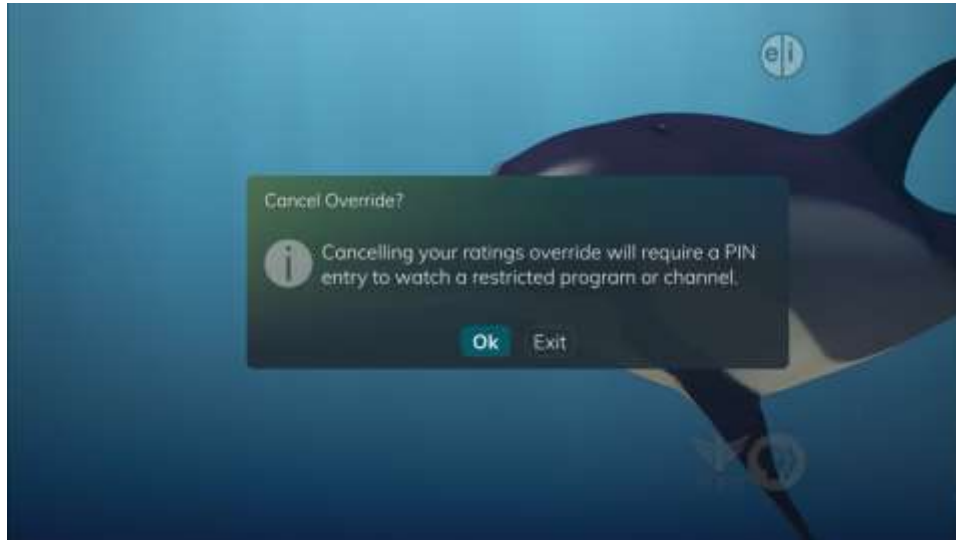 e|i
Cancel Override?
Cancelling your ratings override will require a PIN
entry to watch a restricted program or channel.
Ok
Exit